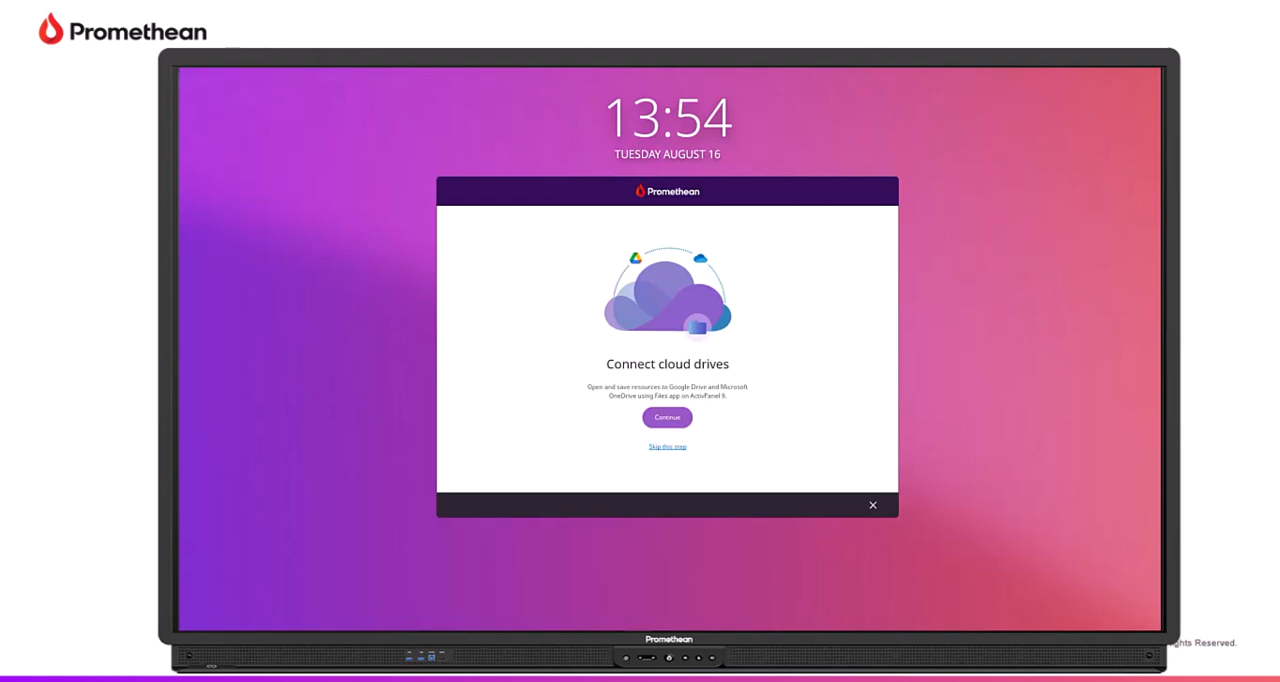 Promethean
13:54
TUESDAY AUGUST 16
Promethean
Connect cloud drives
Open and save resources to Google Drive and Microsoft
OneDrive using Files app on ActivPanel 9.
Continue
Skip this step
Promethean
ghts Reserved.